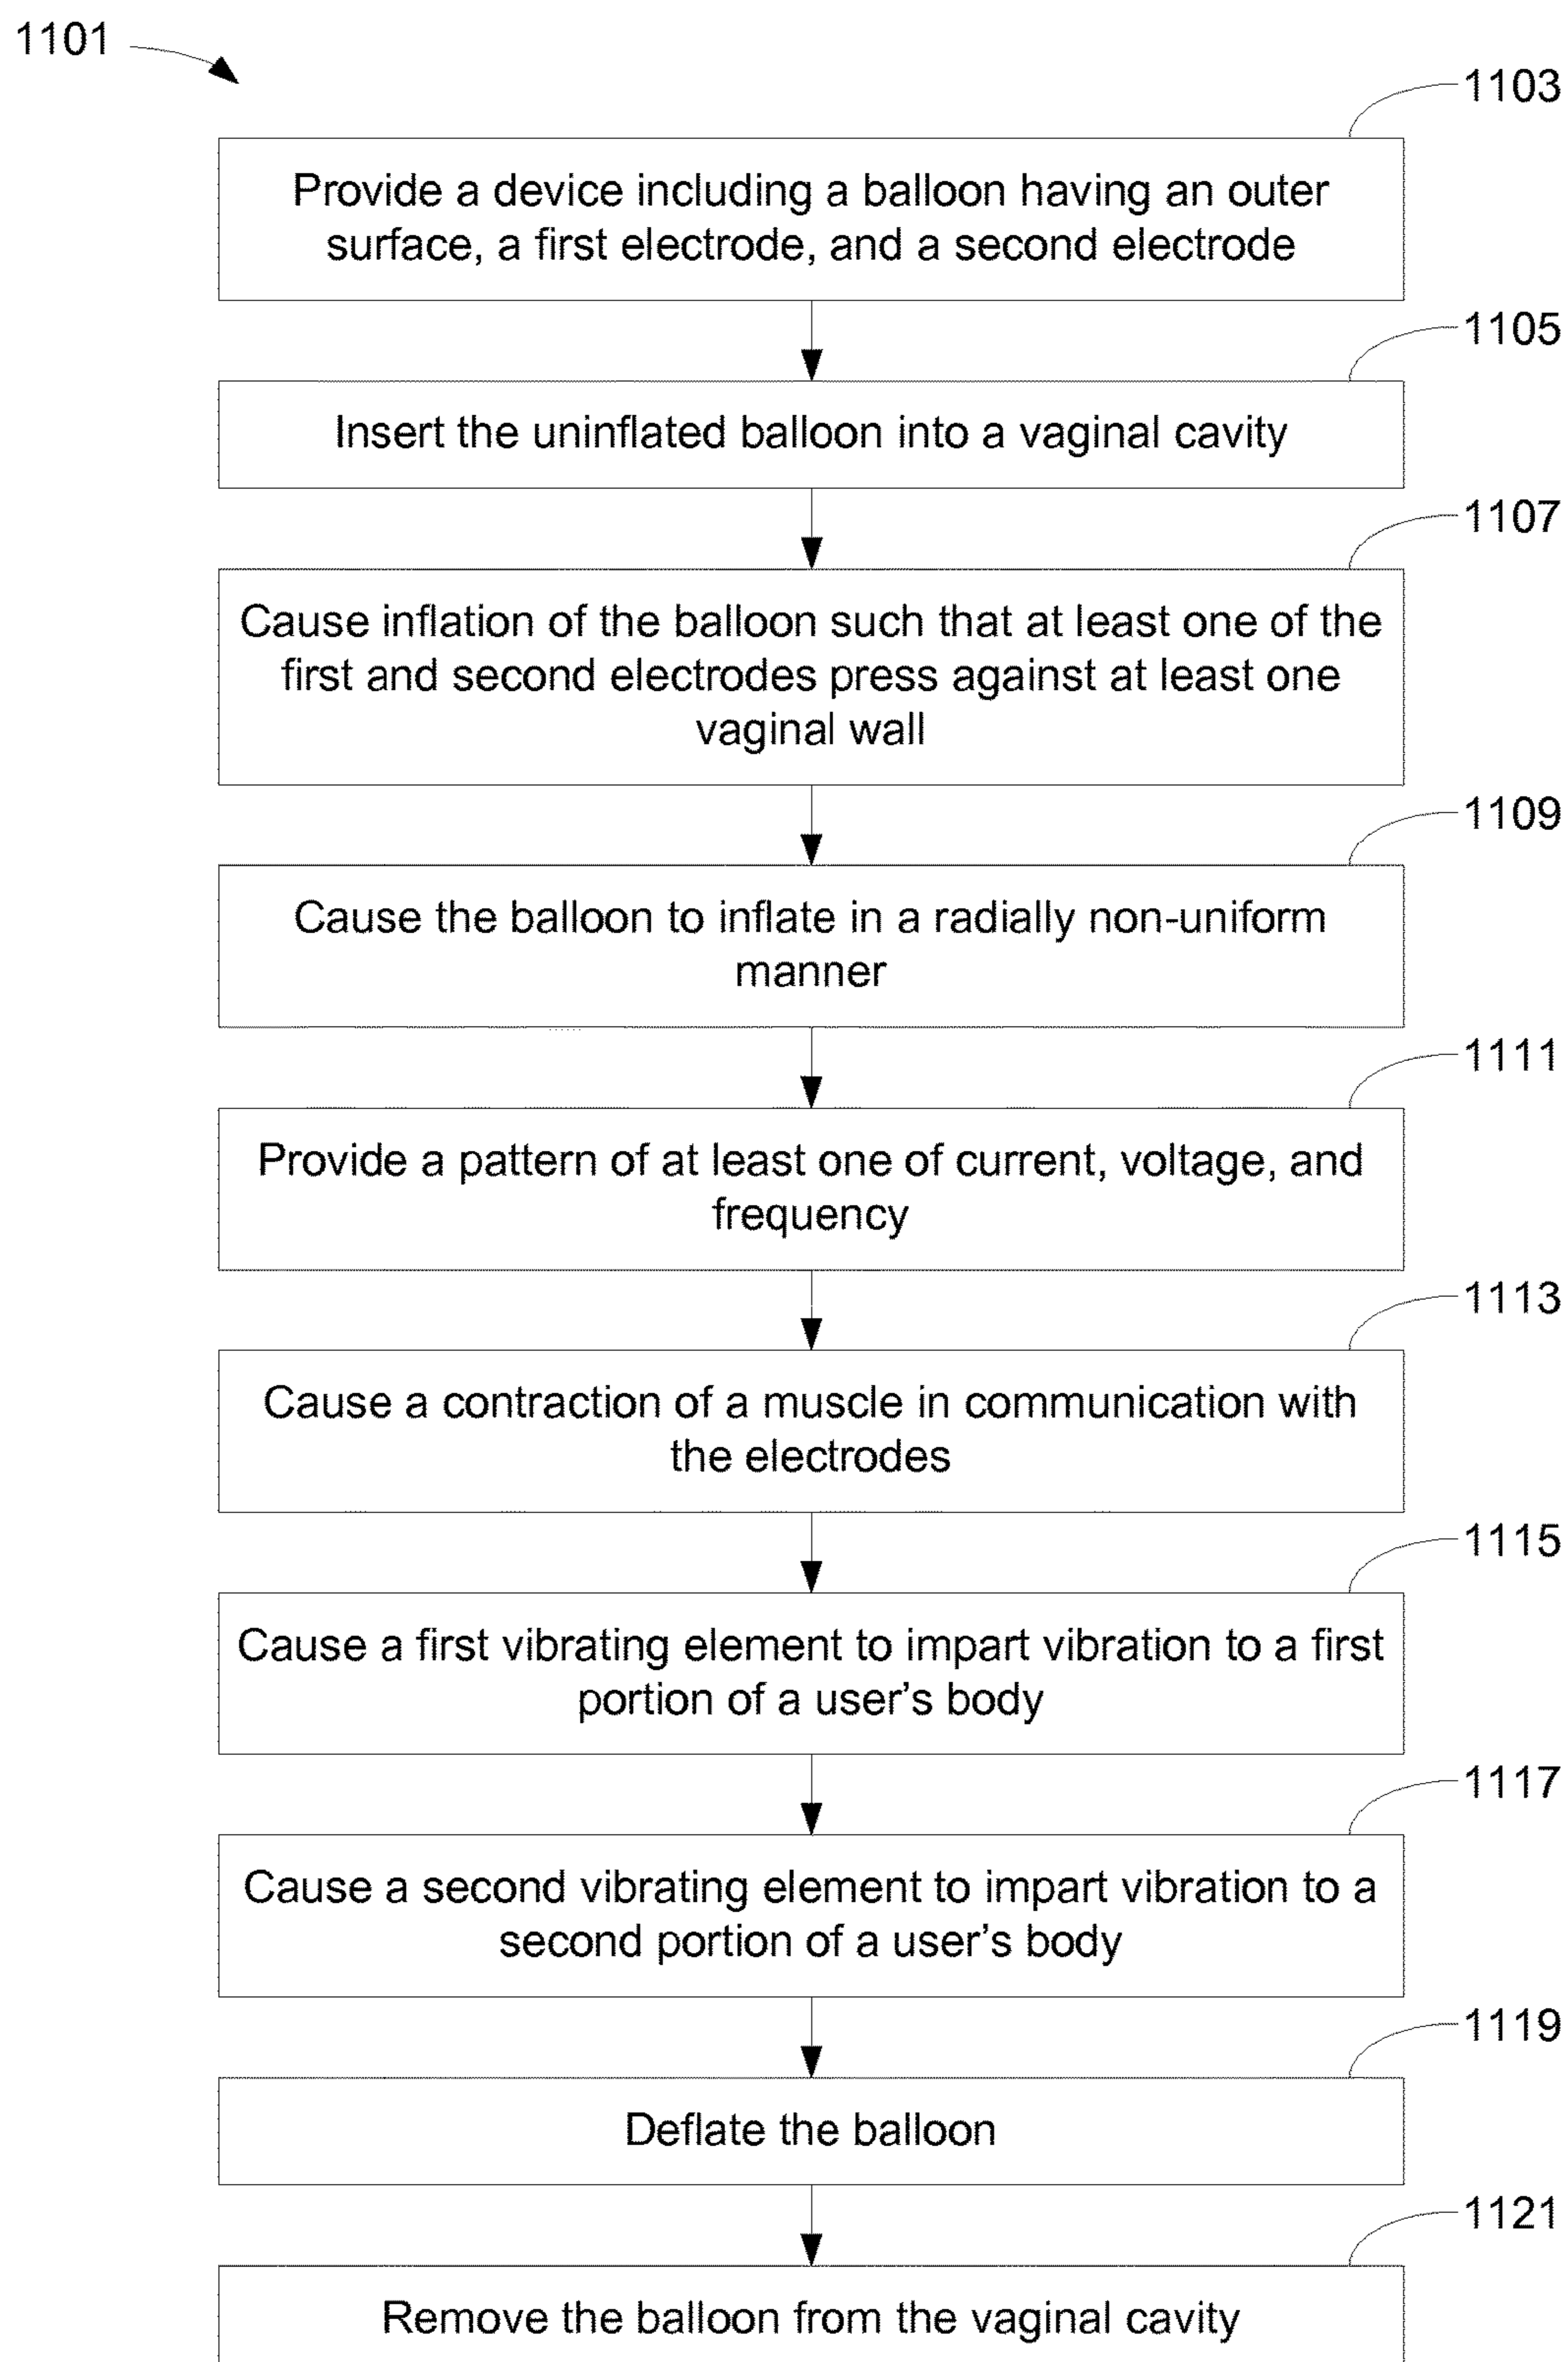 1101
1103
Provide a device including a balloon having an outer
surface, a first electrode, and a second electrode
1105
Insert the uninflated balloon into a vaginal cavity
1107
Cause inflation of the balloon such that at least one of the
first and second electrodes press against at least one
vaginal wall
1109
Cause the balloon to inflate in a radially non-uniform
manner
1111
Provide a pattern of at least one of current, voltage, and
frequency
1113
Cause a contraction of a muscle in communication with
the electrodes
1115
Cause a first vibrating element to impart vibration to a first
portion of a user’s body
1117
Cause a second vibrating element to impart vibration to a
second portion of a user’s body
1119
Deflate the balloon
1121
Remove the balloon from the vaginal cavity